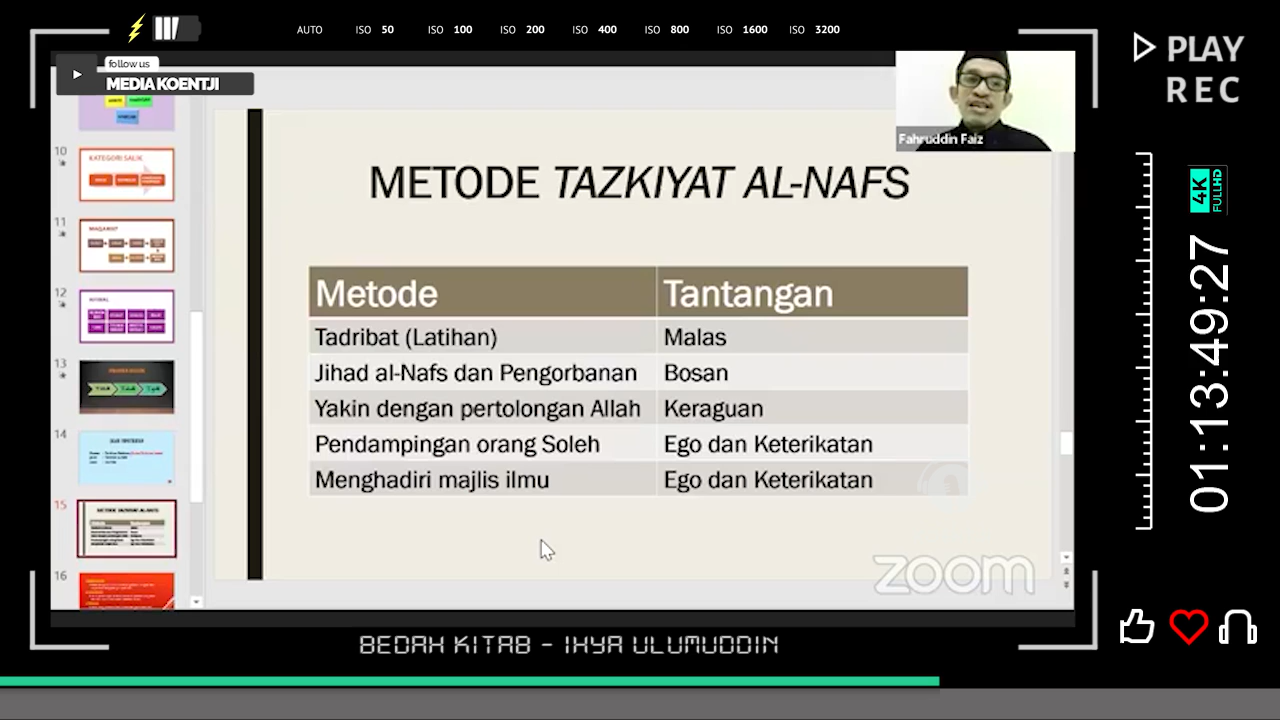 AUTO ISO 50 ISO 100 ISO 200 ISO 400 ISO 800 ISO 1600 ISO 3200
PLAY
REC
follow us
MEDIA KOENTJI
Fahruddin Faiz
4K
FULLHD
01:13:49:27
10
KATEGORI SALIK
11
MAQAMAT
12
13
14
15
METODE TAZKIYAT AL-NAFS
16
METODE TAZKIYAT AL-NAFS
Metode Tantangan
Tadribat (Latihan) Malas
Jihad al-Nafs dan Pengorbanan Bosan
Yakin dengan pertolongan Allah Keraguan
Pendampingan orang Soleh Ego dan Keterikatan
Menghadiri majlis ilmu Ego dan Keterikatan
zoom
BEDAH KITAB - IHYA ULUMUDDIN